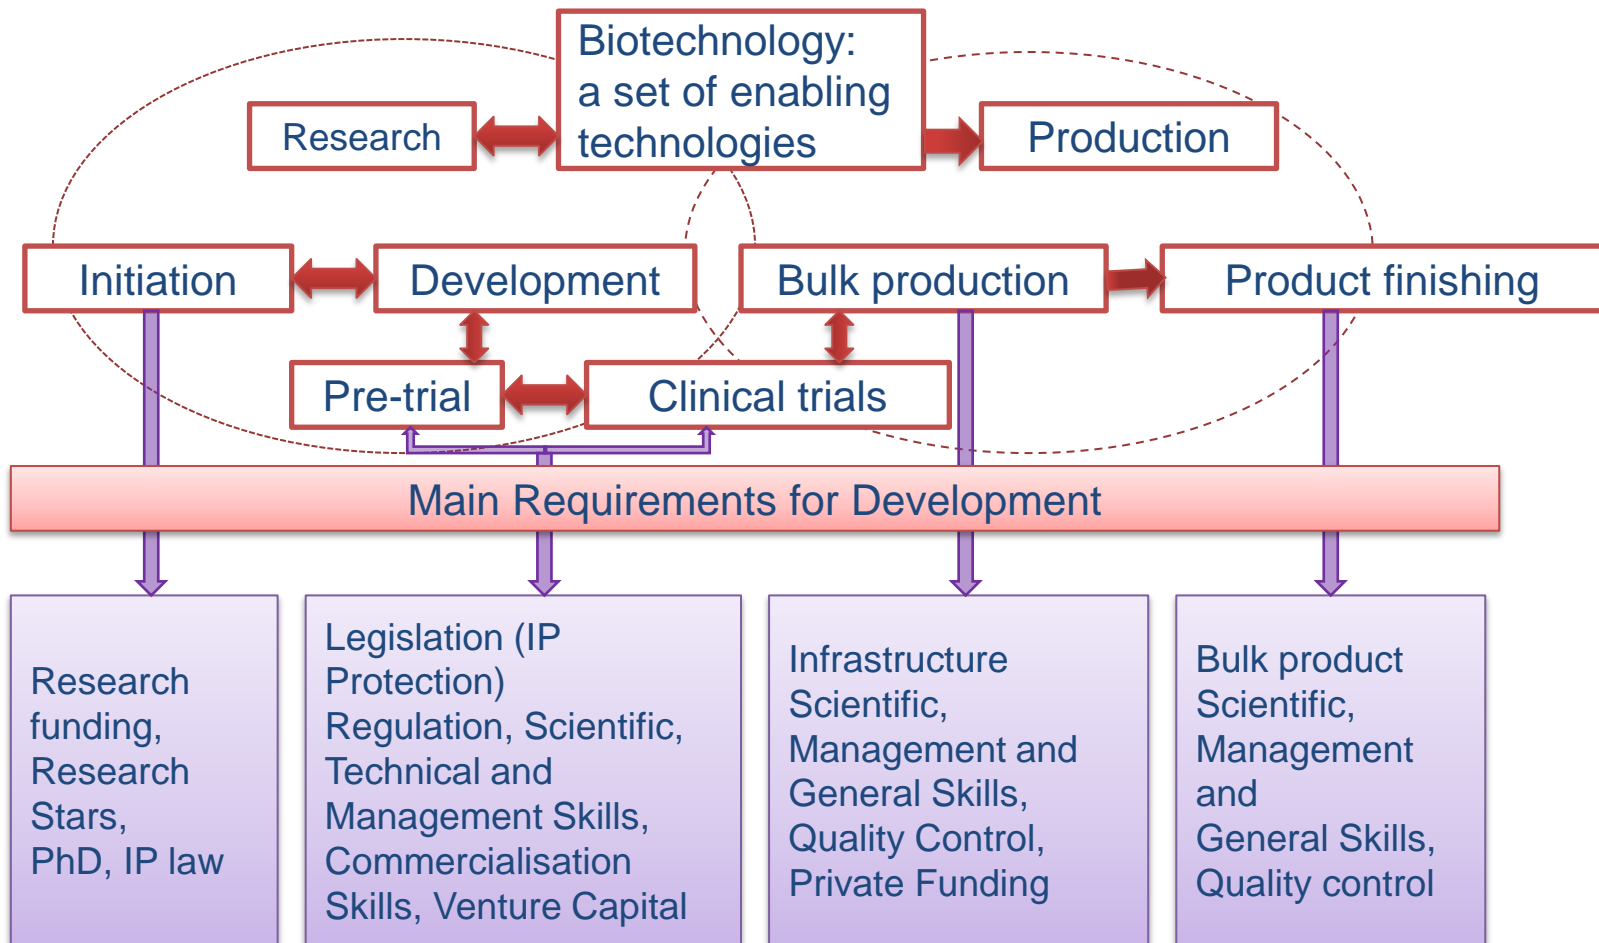 Biotechnology:
a set of enabling
technologies
Research
Production
Initiation
Development
Bulk production
Product finishing
Pre-trial
Clinical trials
Main Requirements for Development
Research
funding,
Research
Stars,
PhD, IP law
Legislation (IP
Protection)
Regulation, Scientific,
Technical and
Management Skills,
Commercialisation
Skills, Venture Capital
Infrastructure
Scientific,
Management and
General Skills,
Quality Control,
Private Funding
Bulk product
Scientific,
Management
and
General Skills,
Quality control